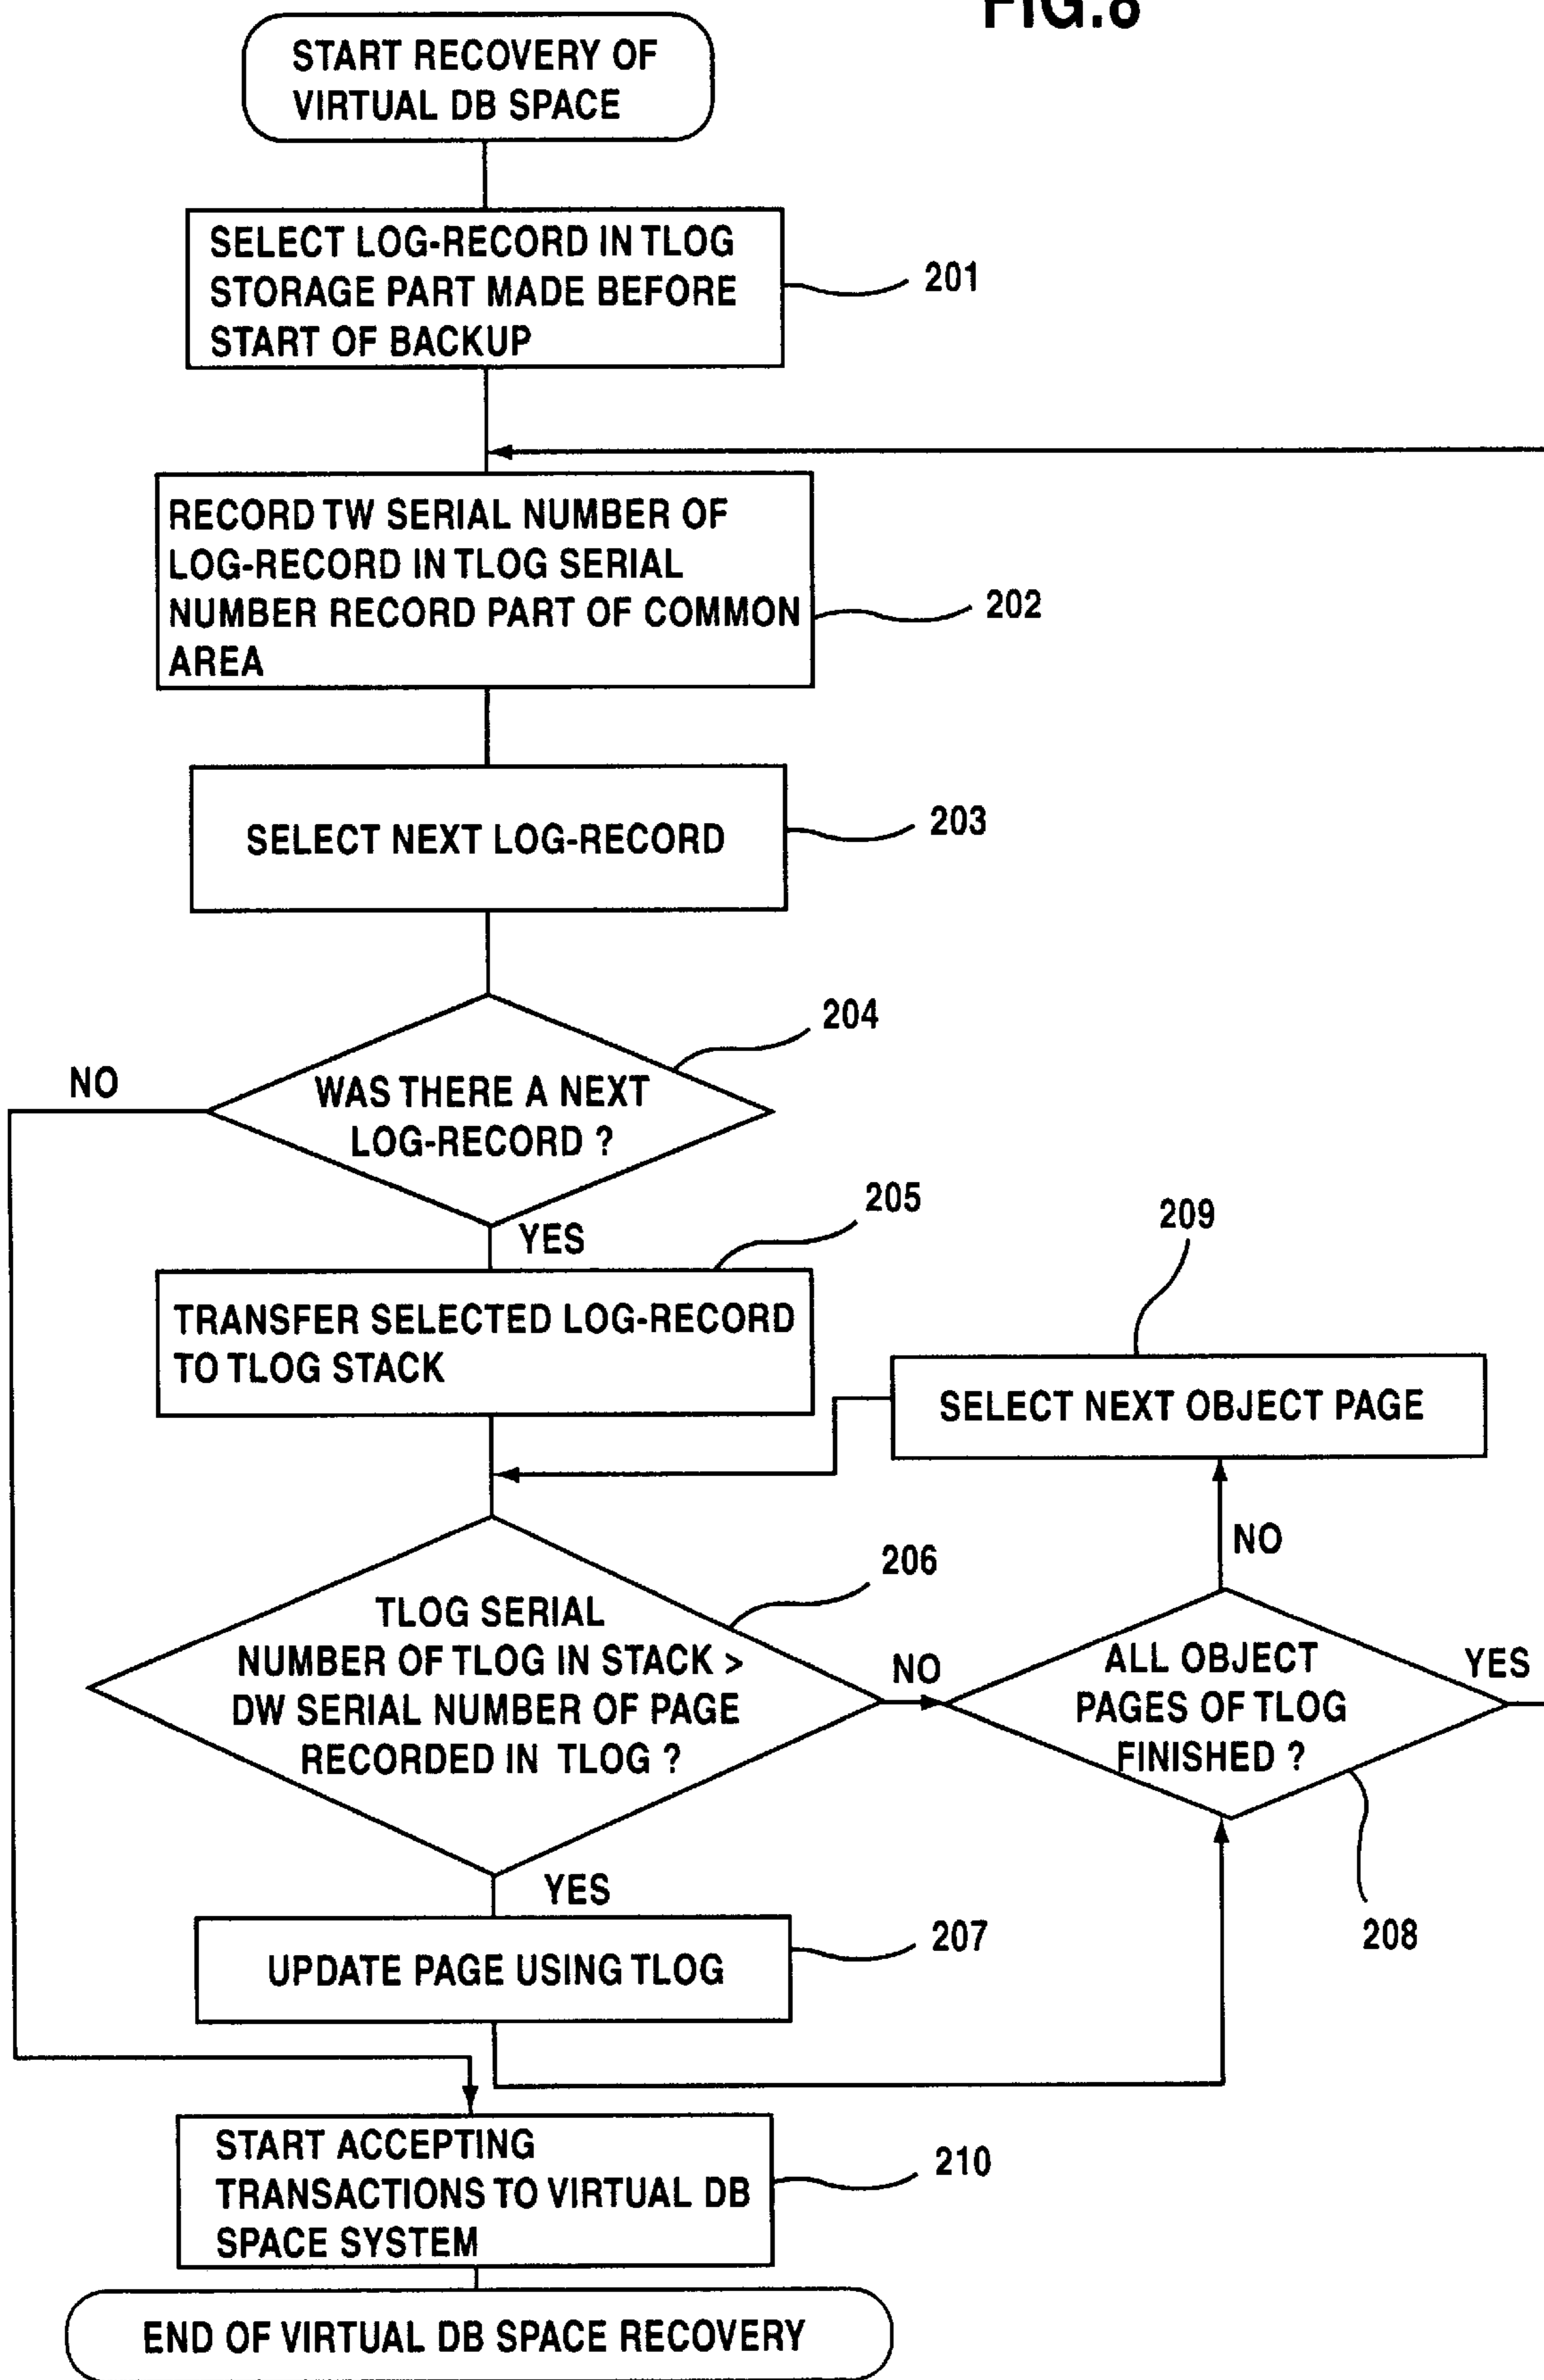 FIG.8
START RECOVERY OF
VIRTUAL DB SPACE
SELECT LOG-RECORD IN TLOG
STORAGE PART MADE BEFORE
START OF BACKUP
201
RECORD TW SERIAL NUMBER OF
LOG-RECORD IN TLOG SERIAL
NUMBER RECORD PART OF COMMON
AREA
202
SELECT NEXT LOG-RECORD
203
204
NO
WAS THERE A NEXT
LOG-RECORD ?
YES
205
TRANSFER SELECTED LOG-RECORD
TO TLOG STACK
209
SELECT NEXT OBJECT PAGE
NO
206
TLOG SERIAL
NUMBER OF TLOG IN STACK >
DW SERIAL NUMBER OF PAGE
RECORDED IN TLOG ?
NO
ALL OBJECT
PAGES OF TLOG
FINISHED ?
YES
208
YES
UPDATE PAGE USING TLOG
207
START ACCEPTING
TRANSACTIONS TO VIRTUAL DB
SPACE SYSTEM
210
END OF VIRTUAL DB SPACE RECOVERY